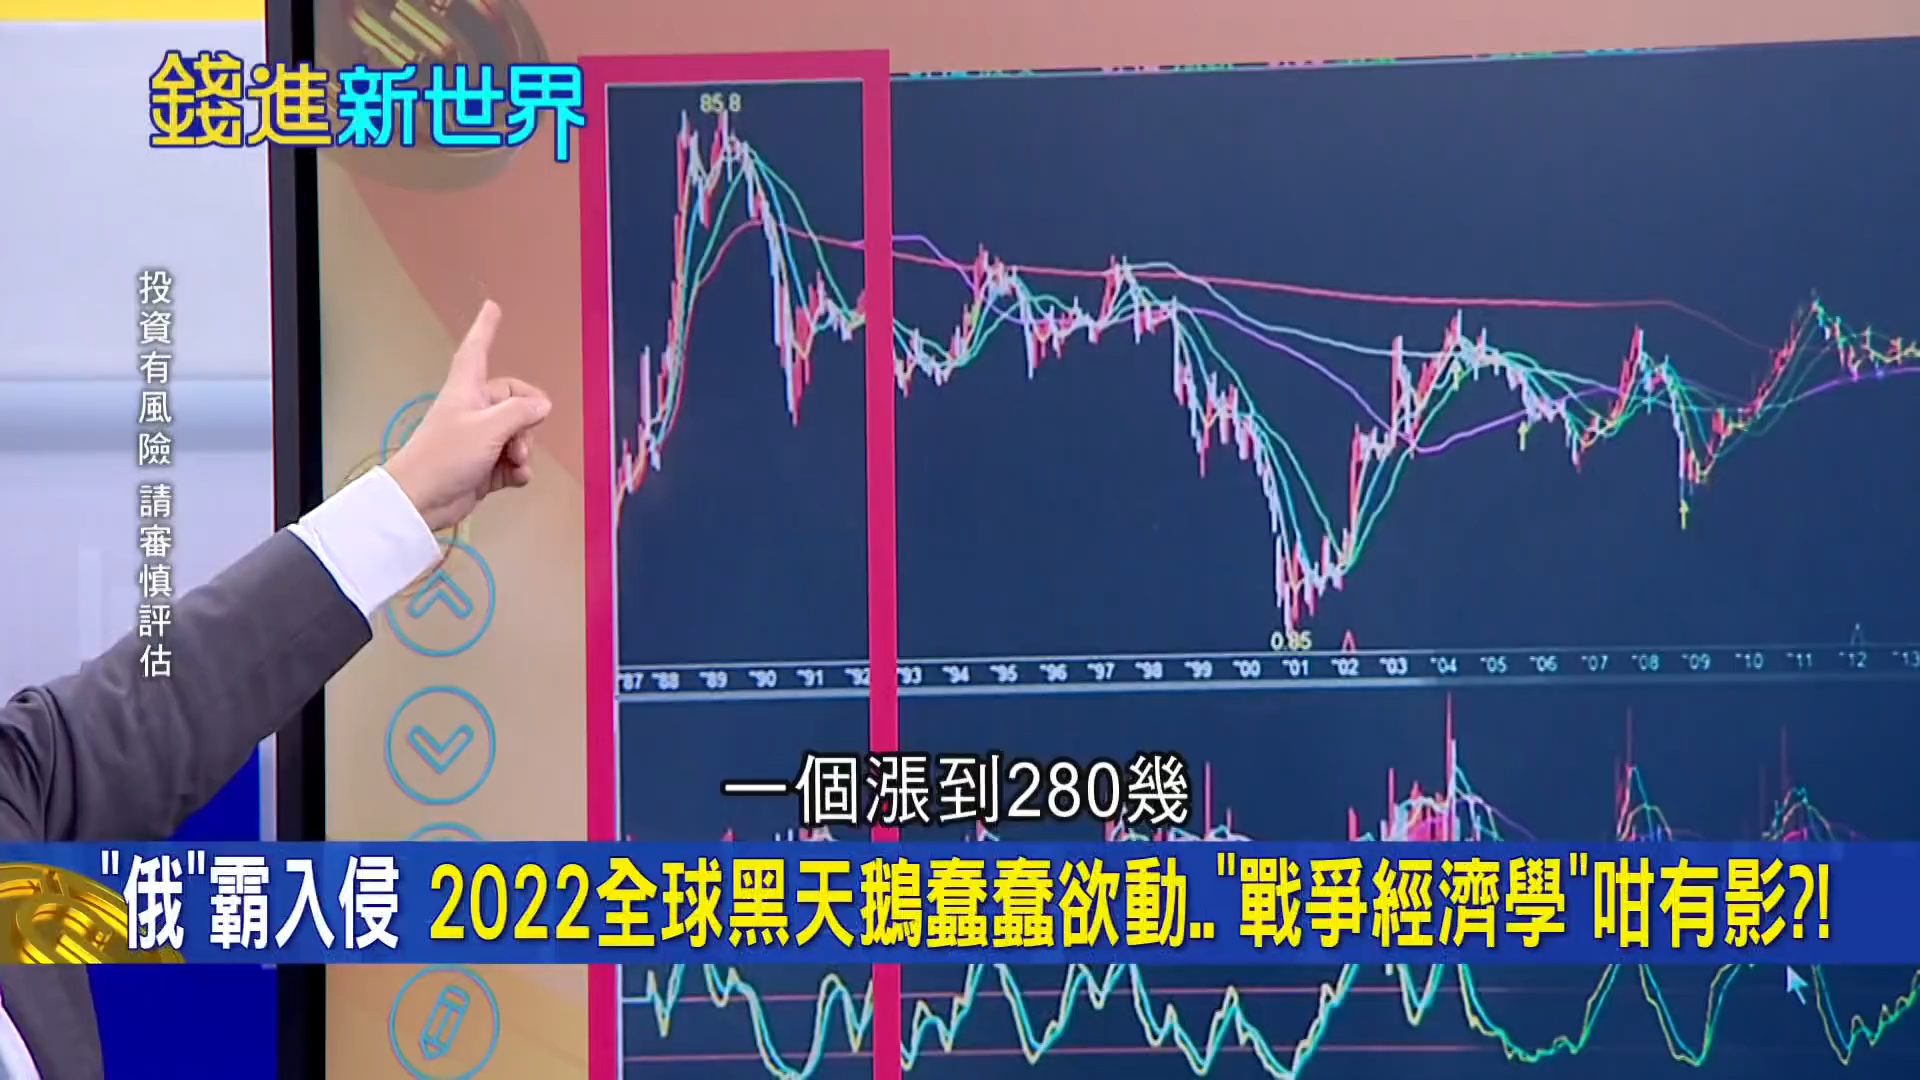 錢進新世界
投資有風險 請審慎評估
85.8
0.85
'87 '88 '89 '90 '91 '92 '93 '94 '95 '96 '97 '98 '99 '00 '01 '02 '03 '04 '05 '06 '07 '08 '09 '10 '11 '12 '13
一個漲到280幾
"俄"霸入侵 2022全球黑天鵝蠢蠢欲動.."戰爭經濟學"咁有影?!